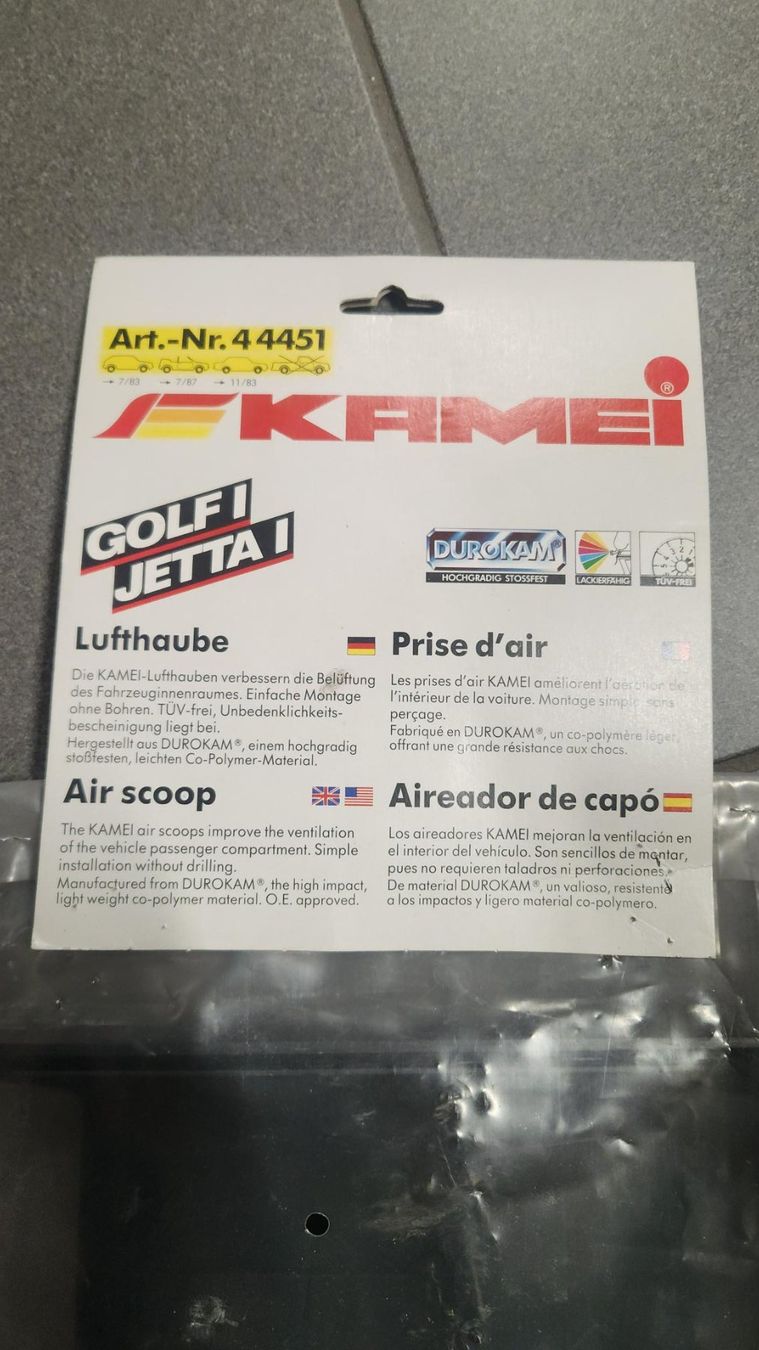 Art.-Nr. 4 4451
→ 7/83 → 7/87 → 11/83
KAMEI®
GOLF I
JETTA I
DUROKAM®
HOCHGRADIG STOSSFEST
LACKIERFÄHIG
TÜV-FREI
Lufthaube
Die KAMEI-Lufthauben verbessern die Belüftung
des Fahrzeuginnenraumes. Einfache Montage
ohne Bohren. TÜV-frei, Unbedenklichkeits-
bescheinigung liegt bei.
Hergestellt aus DUROKAM®, einem hochgradig
stoßfesten, leichten Co-Polymer-Material.
Prise d'air
Les prises d'air KAMEI améliorent l'aération de
l'intérieur de la voiture. Montage simple sans
perçage.
Fabriqué en DUROKAM®, un co-polymère léger,
offrant une grande résistance aux chocs.
Air scoop
The KAMEI air scoops improve the ventilation
of the vehicle passenger compartment. Simple
installation without drilling.
Manufactured from DUROKAM®, the high impact,
light weight co-polymer material. O.E. approved.
Aireador de capó
Los aireadores KAMEI mejoran la ventilación en
el interior del vehículo. Son sencillos de montar,
pues no requieren taladros ni perforaciones.
De material DUROKAM®, un valioso, resistente
a los impactos y ligero material co-polymero.